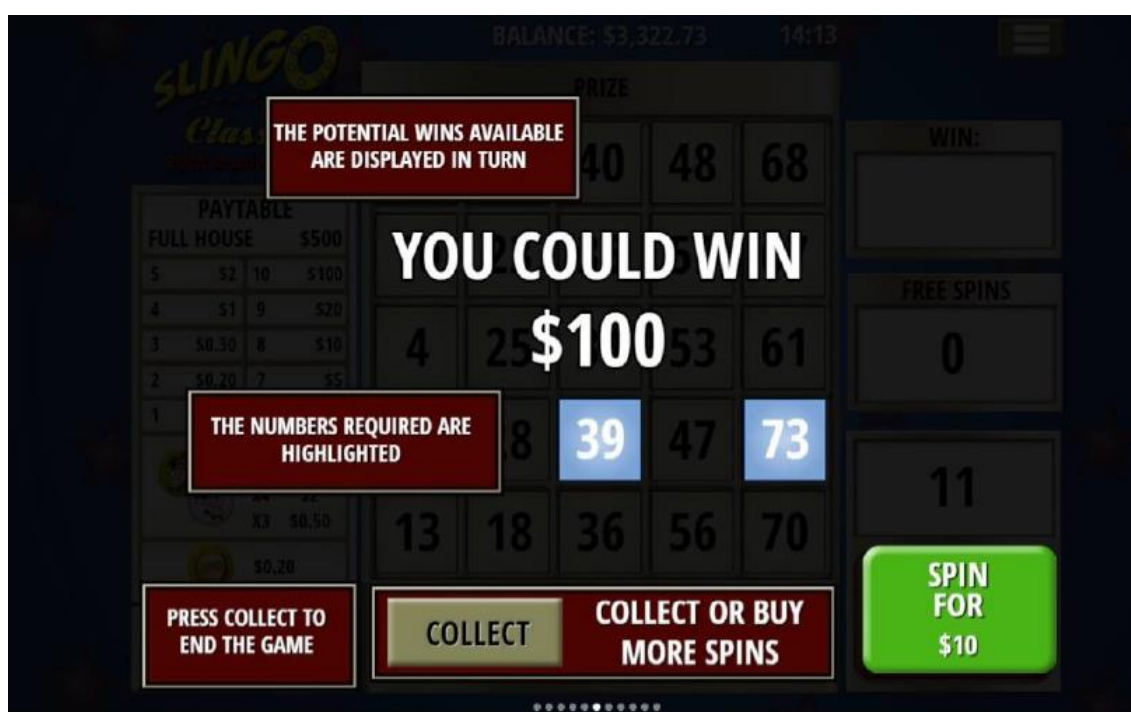 BALANCE: $3,322.73 14:13
SLINGO
PRIZE
THE POTENTIAL WINS AVAILABLE
ARE DISPLAYED IN TURN
40 48 68
WIN:
PAYTABLE
FULL HOUSE $500
5 $2 10 $100
4 $1 9 $20
3 $0.30 8 $10
2 $0.20 7 $5
1
YOU COULD WIN
$100
FREE SPINS
0
4 25 53 61
THE NUMBERS REQUIRED ARE
HIGHLIGHTED
8 39 47 73
11
X3 $0.50
$0.20
13 18 36 56 70
PRESS COLLECT TO
END THE GAME
COLLECT
COLLECT OR BUY
MORE SPINS
SPIN
FOR
$10